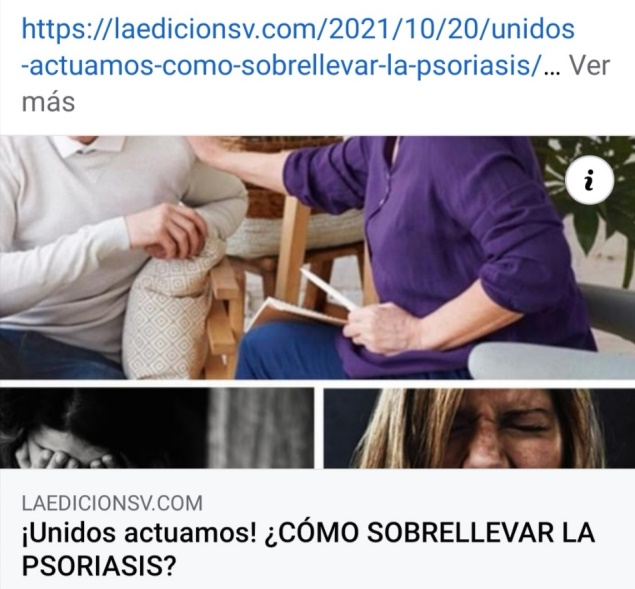 https://laedicionsv.com/2021/10/20/unidos
-actuamos-como-sobrellevar-la-psoriasis/... Ver
más
i
LAEDICIONSV.COM
¡Unidos actuamos! ¿CÓMO SOBRELLEVAR LA
PSORIASIS?